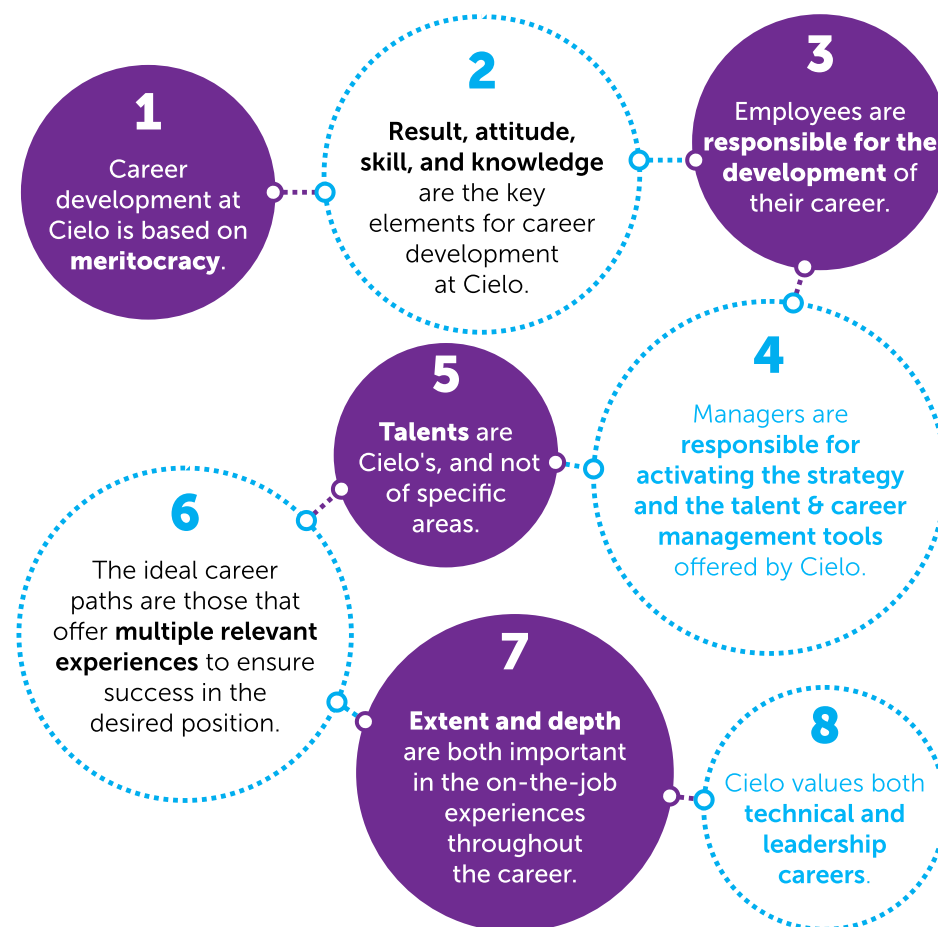 1
Career
development at
Cielo is based on
meritocracy.
2
Result, attitude,
skill, and knowledge
are the key
elements for career
development
at Cielo.
3
Employees are
responsible for the
development of
their career.
4
Managers are
responsible for
activating the strategy
and the talent & career
management tools
offered by Cielo.
5
Talents are
Cielo's, and not
of specific
areas.
6
The ideal career
paths are those that
offer multiple relevant
experiences to ensure
success in the
desired position.
7
Extent and depth
are both important
in the on-the-job
experiences
throughout
the career.
8
Cielo values both
technical and
leadership
careers.